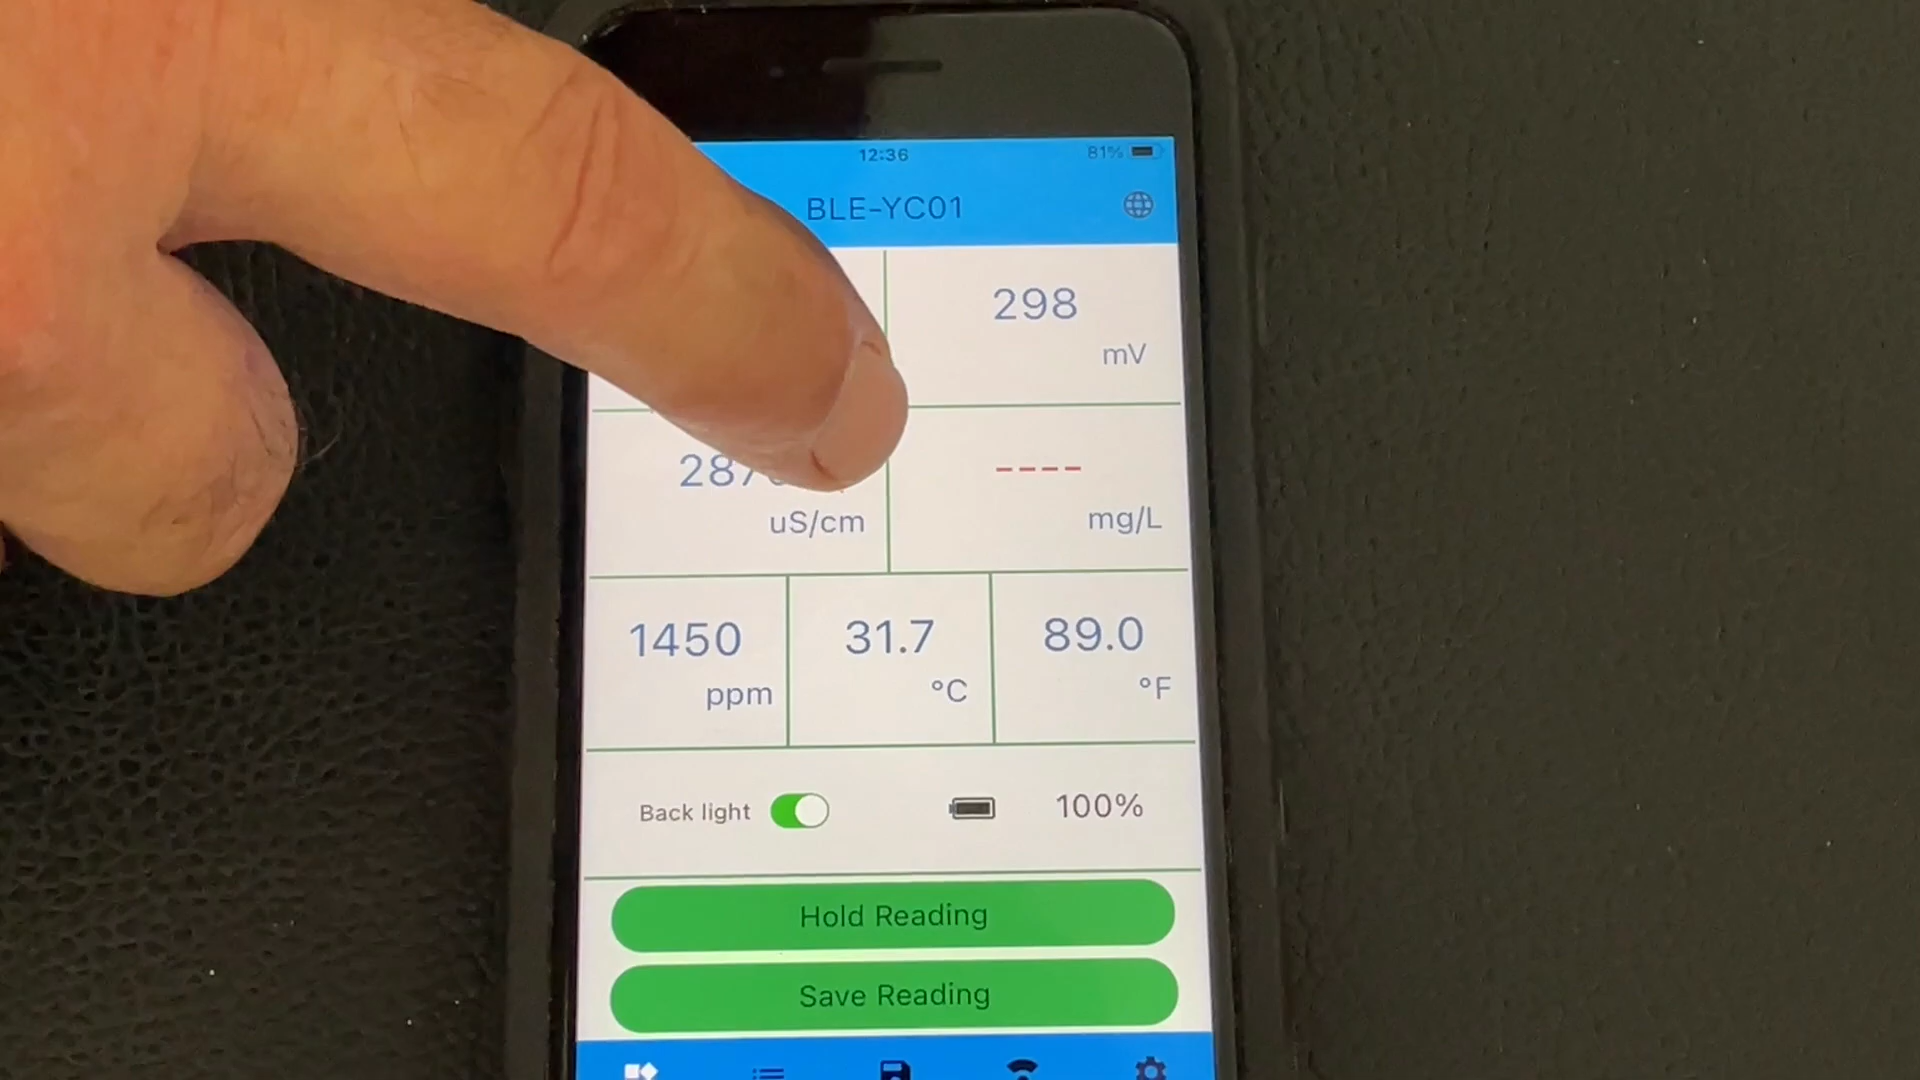 12:36 81%
BLE-YC01
298
mV
----
uS/cm mg/L
1450 31.7 89.0
ppm °C °F
Back light 100%
Hold Reading
Save Reading